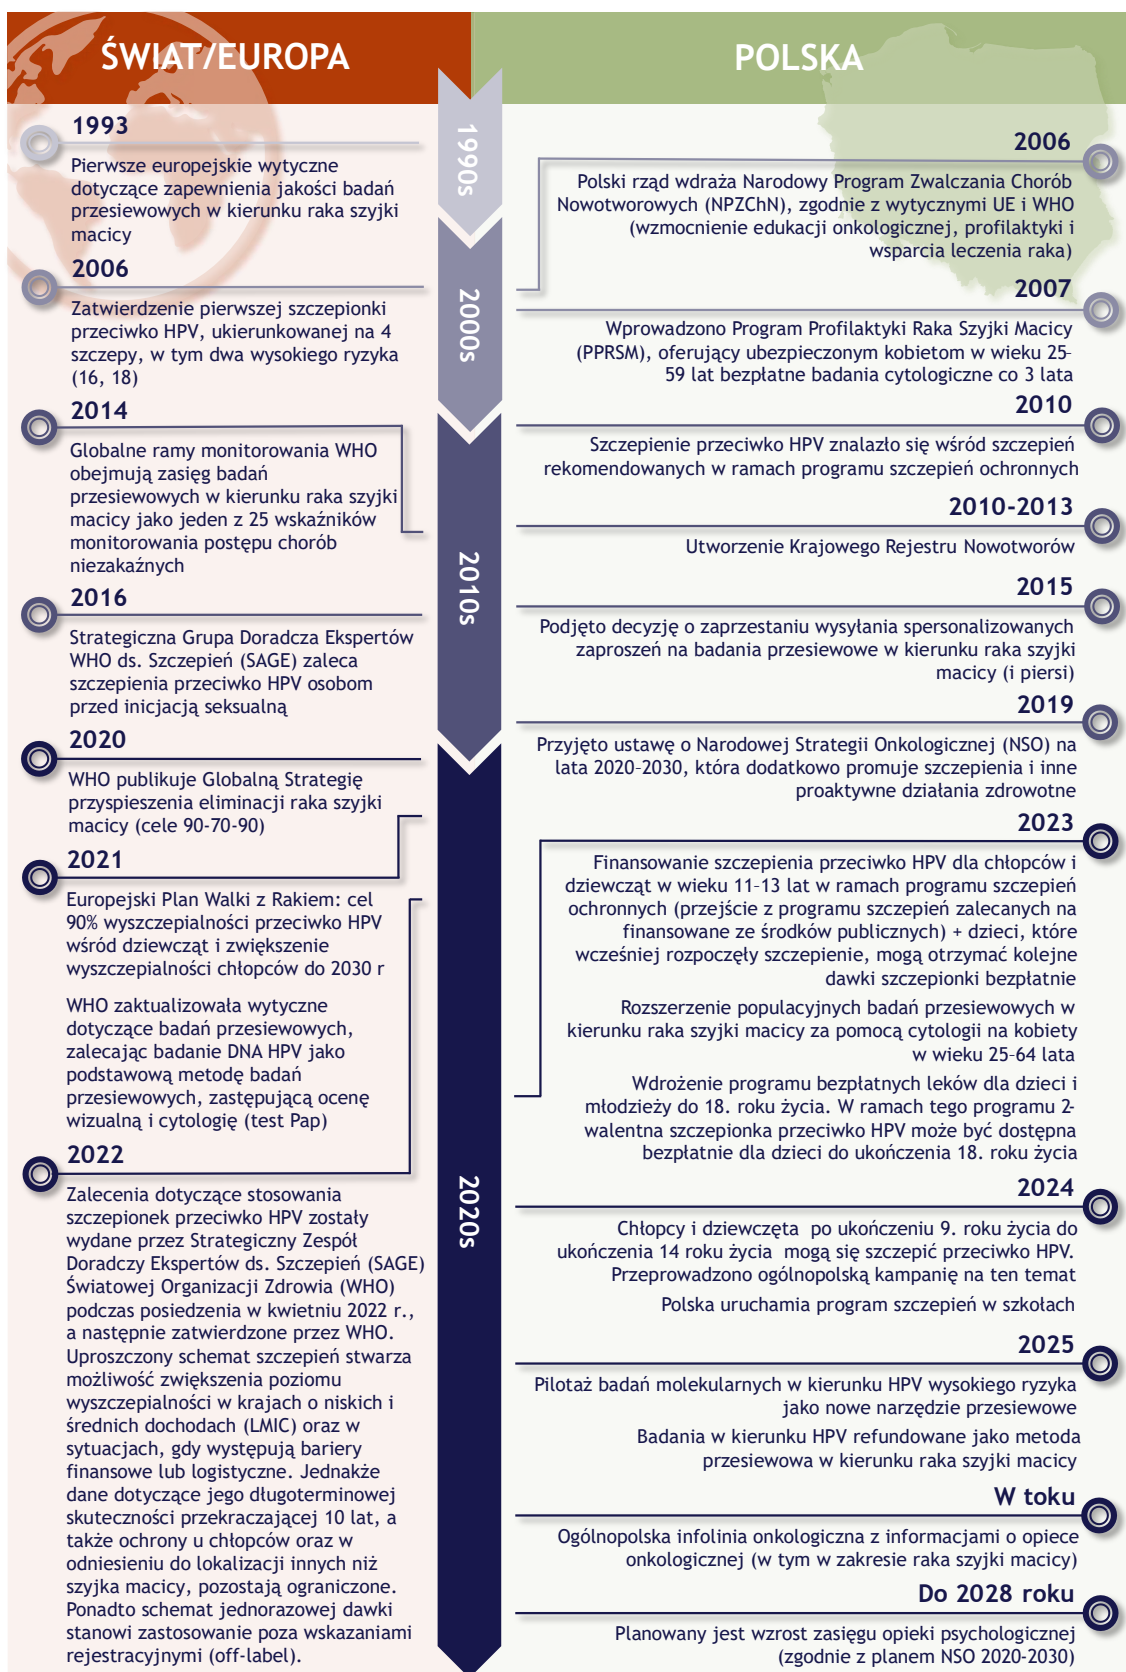 ŚWIAT/EUROPA
1993
Pierwsze europejskie wytyczne
dotyczące zapewnienia jakości badań
przesiewowych w kierunku raka szyjki
macicy
2006
Zatwierdzenie pierwszej szczepionki
przeciwko HPV, ukierunkowanej na 4
szczepy, w tym dwa wysokiego ryzyka
(16, 18)
2014
Globalne ramy monitorowania WHO
obejmują zasięg badań
przesiewowych w kierunku raka szyjki
macicy jako jeden z 25 wskaźników
monitorowania postępu chorób
niezakaźnych
2016
Strategiczna Grupa Doradcza Ekspertów
WHO ds. Szczepień (SAGE) zaleca
szczepienia przeciwko HPV osobom
przed inicjacją seksualną
2020
WHO publikuje Globalną Strategię
przyspieszenia eliminacji raka szyjki
macicy (cele 90-70-90)
2021
Europejski Plan Walki z Rakiem: cel
90% wyszczepialności przeciwko HPV
wśród dziewcząt i zwiększenie
wyszczepialności chłopców do 2030 r
WHO zaktualizowała wytyczne
dotyczące badań przesiewowych,
zalecając badanie DNA HPV jako
podstawową metodę badań
przesiewowych, zastępującą ocenę
wizualną i cytologię (test Pap)
2022
Zalecenia dotyczące stosowania
szczepionek przeciwko HPV zostały
wydane przez Strategiczny Zespół
Doradczy Ekspertów ds. Szczepień (SAGE)
Światowej Organizacji Zdrowia (WHO)
podczas posiedzenia w kwietniu 2022 r.,
a następnie zatwierdzone przez WHO.
Uproszczony schemat szczepień stwarza
możliwość zwiększenia poziomu
wyszczepialności w krajach o niskich i
średnich dochodach (LMIC) oraz w
sytuacjach, gdy występują bariery
finansowe lub logistyczne. Jednakże
dane dotyczące jego długoterminowej
skuteczności przekraczającej 10 lat, a
także ochrony u chłopców oraz w
odniesieniu do lokalizacji innych niż
szyjka macicy, pozostają ograniczone.
Ponadto schemat jednorazowej dawki
stanowi zastosowanie poza wskazaniami
rejestracyjnymi (off-label).
1990s
2000s
2010s
2020s
POLSKA
2006
Polski rząd wdraża Narodowy Program Zwalczania Chorób
Nowotworowych (NPZChN), zgodnie z wytycznymi UE i WHO
(wzmocnienie edukacji onkologicznej, profilaktyki i
wsparcia leczenia raka)
2007
Wprowadzono Program Profilaktyki Raka Szyjki Macicy
(PPRSM), oferujący ubezpieczonym kobietom w wieku 25–
59 lat bezpłatne badania cytologiczne co 3 lata
2010
Szczepienie przeciwko HPV znalazło się wśród szczepień
rekomendowanych w ramach programu szczepień ochronnych
2010-2013
Utworzenie Krajowego Rejestru Nowotworów
2015
Podjęto decyzję o zaprzestaniu wysyłania spersonalizowanych
zaproszeń na badania przesiewowe w kierunku raka szyjki
macicy (i piersi)
2019
Przyjęto ustawę o Narodowej Strategii Onkologicznej (NSO) na
lata 2020–2030, która dodatkowo promuje szczepienia i inne
proaktywne działania zdrowotne
2023
Finansowanie szczepienia przeciwko HPV dla chłopców i
dziewcząt w wieku 11–13 lat w ramach programu szczepień
ochronnych (przejście z programu szczepień zalecanych na
finansowane ze środków publicznych) + dzieci, które
wcześniej rozpoczęły szczepienie, mogą otrzymać kolejne
dawki szczepionki bezpłatnie
Rozszerzenie populacyjnych badań przesiewowych w
kierunku raka szyjki macicy za pomocą cytologii na kobiety
w wieku 25–64 lata
Wdrożenie programu bezpłatnych leków dla dzieci i
młodzieży do 18. roku życia. W ramach tego programu 2-
walentna szczepionka przeciwko HPV może być dostępna
bezpłatnie dla dzieci do ukończenia 18. roku życia
2024
Chłopcy i dziewczęta po ukończeniu 9. roku życia do
ukończenia 14 roku życia mogą się szczepić przeciwko HPV.
Przeprowadzono ogólnopolską kampanię na ten temat
Polska uruchamia program szczepień w szkołach
2025
Pilotaż badań molekularnych w kierunku HPV wysokiego ryzyka
jako nowe narzędzie przesiewowe
Badania w kierunku HPV refundowane jako metoda
przesiewowa w kierunku raka szyjki macicy
W toku
Ogólnopolska infolinia onkologiczna z informacjami o opiece
onkologicznej (w tym w zakresie raka szyjki macicy)
Do 2028 roku
Planowany jest wzrost zasięgu opieki psychologicznej
(zgodnie z planem NSO 2020-2030)